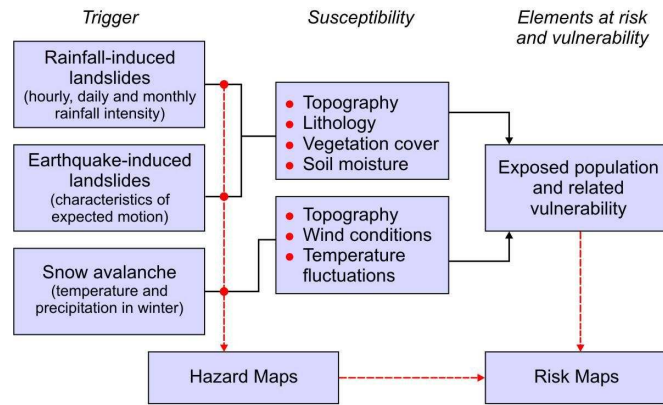 Trigger
Susceptibility
Elements at risk
and vulnerability
Rainfall-induced
landslides
(hourly, daily and monthly
rainfall intensity)
Earthquake-induced
landslides
(characteristics of
expected motion)
Snow avalanche
(temperature and
precipitation in winter)
Topography
Lithology
Vegetation cover
Soil moisture
Topography
Wind conditions
Temperature
fluctuations
Exposed population
and related
vulnerability
Hazard Maps
Risk Maps